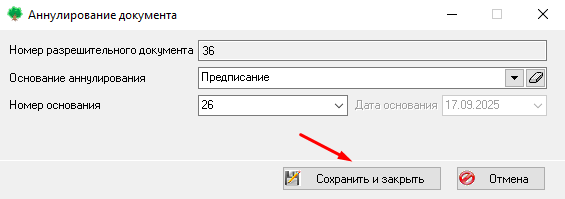 Аннулирование документа
Номер разрешительного документа 36
Основание аннулирования Предписание
Номер основания 26 Дата основания 17.09.2025
Сохранить и закрыть Отмена